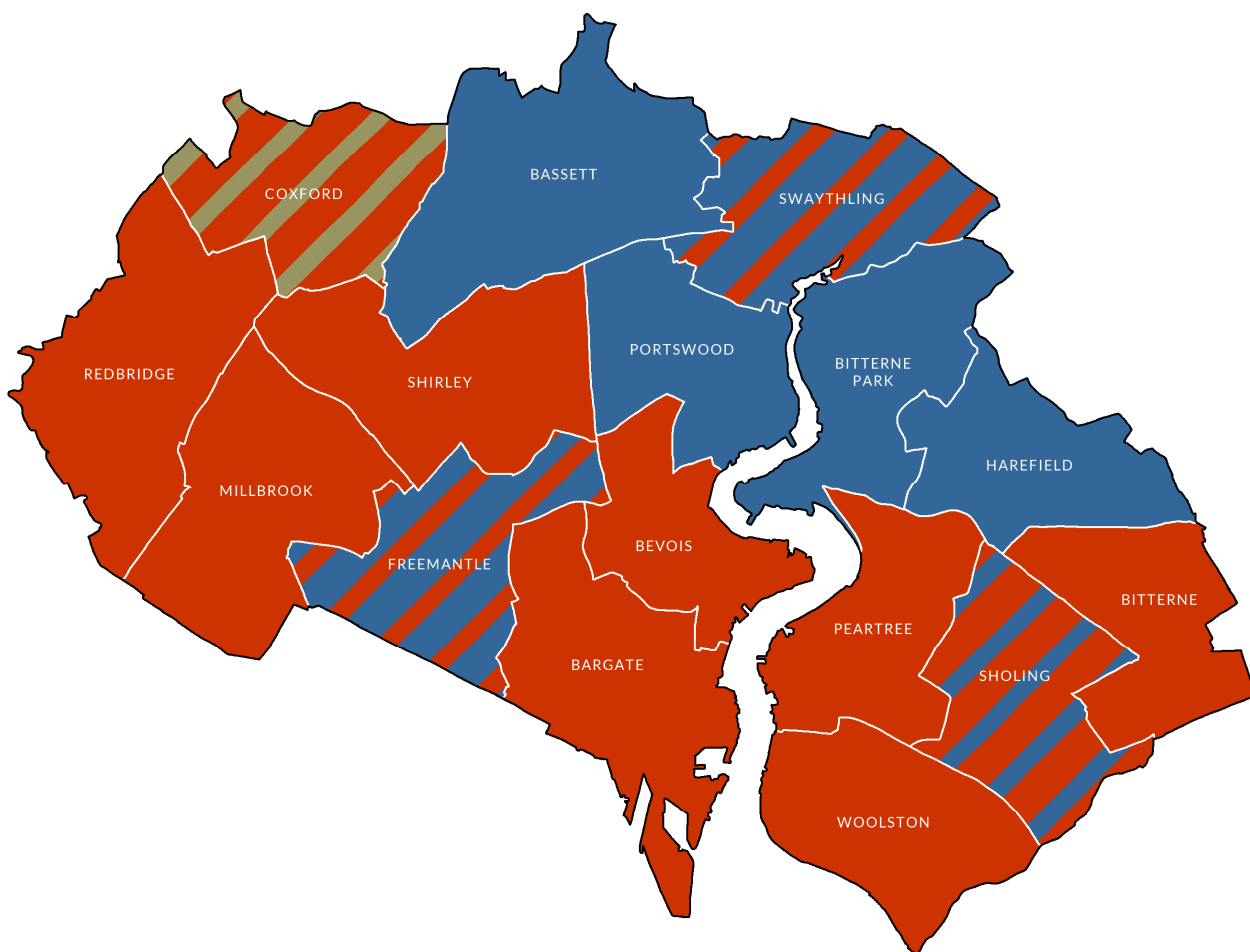 BASSETT
COXFORD
SWAYTHLING
PORTSWOOD
BITTERNE
PARK
REDBRIDGE
SHIRLEY
HAREFIELD
MILLBROOK
BEVOIS
FREEMANTLE
BITTERNE
PEARTREE
BARGATE
SHOLING
WOOLSTON